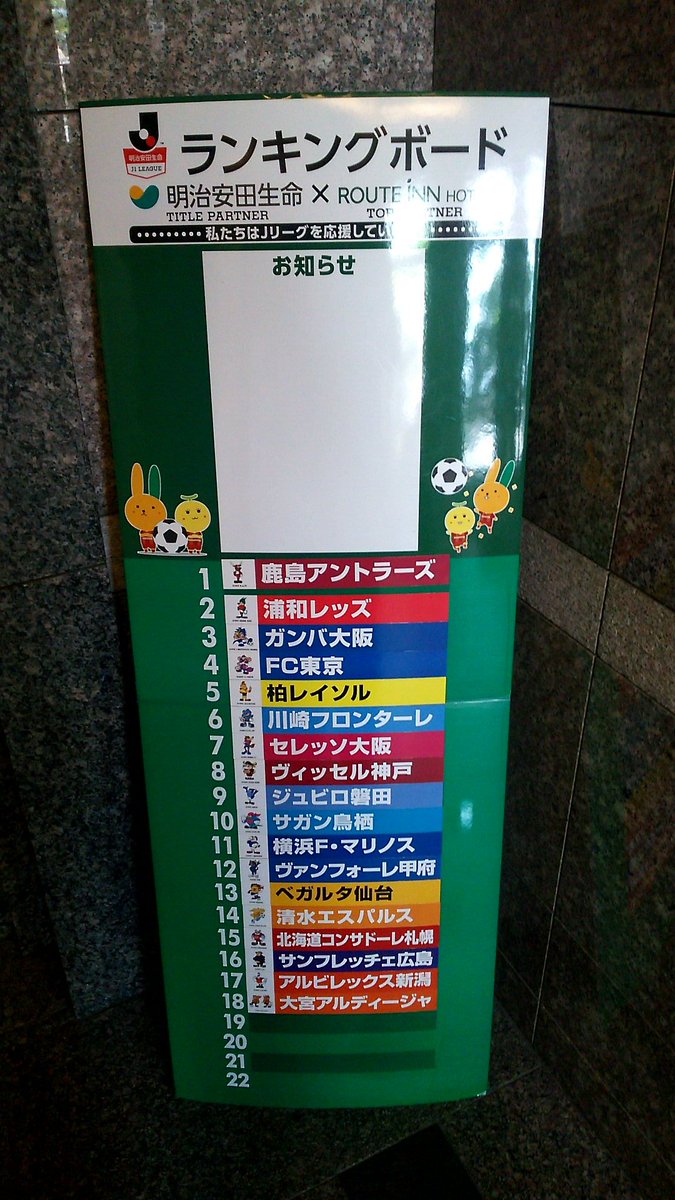 明治安田生命
J1 LEAGUE
ランキングボード
明治安田生命 × ROUTE INN HOT
TITLE PARTNER
私たちはJリーグを応援してい
お知らせ
1 鹿島アントラーズ
2 浦和レッズ
3 ガンバ大阪
4 FC東京
5 柏レイソル
6 川崎フロンターレ
7 セレッソ大阪
8 ヴィッセル神戸
9 ジュビロ磐田
10 サガン鳥栖
11 横浜F・マリノス
12 ヴァンフォーレ甲府
13 ベガルタ仙台
14 清水エスパルス
15 北海道コンサドーレ札幌
16 サンフレッチェ広島
17 アルビレックス新潟
18 大宮アルディージャ
19
20
21
22